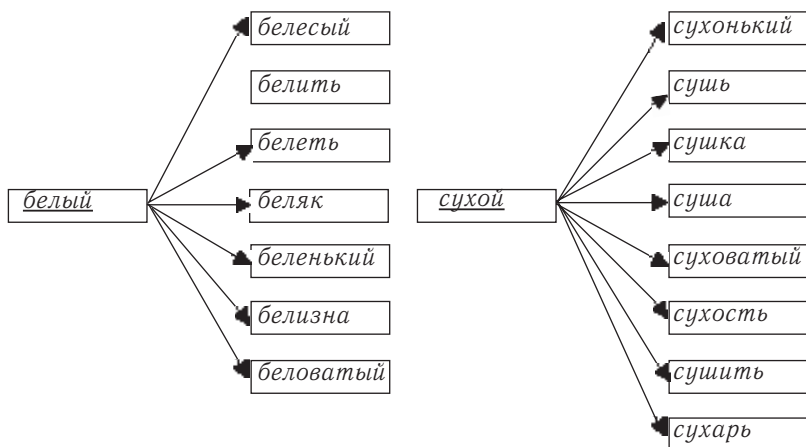 белесый
белить
белеть
белый
беляк
беленький
белизна
беловатый
сухонький
сушь
сушка
сухой
суша
суховатый
сухость
сушить
сухарь